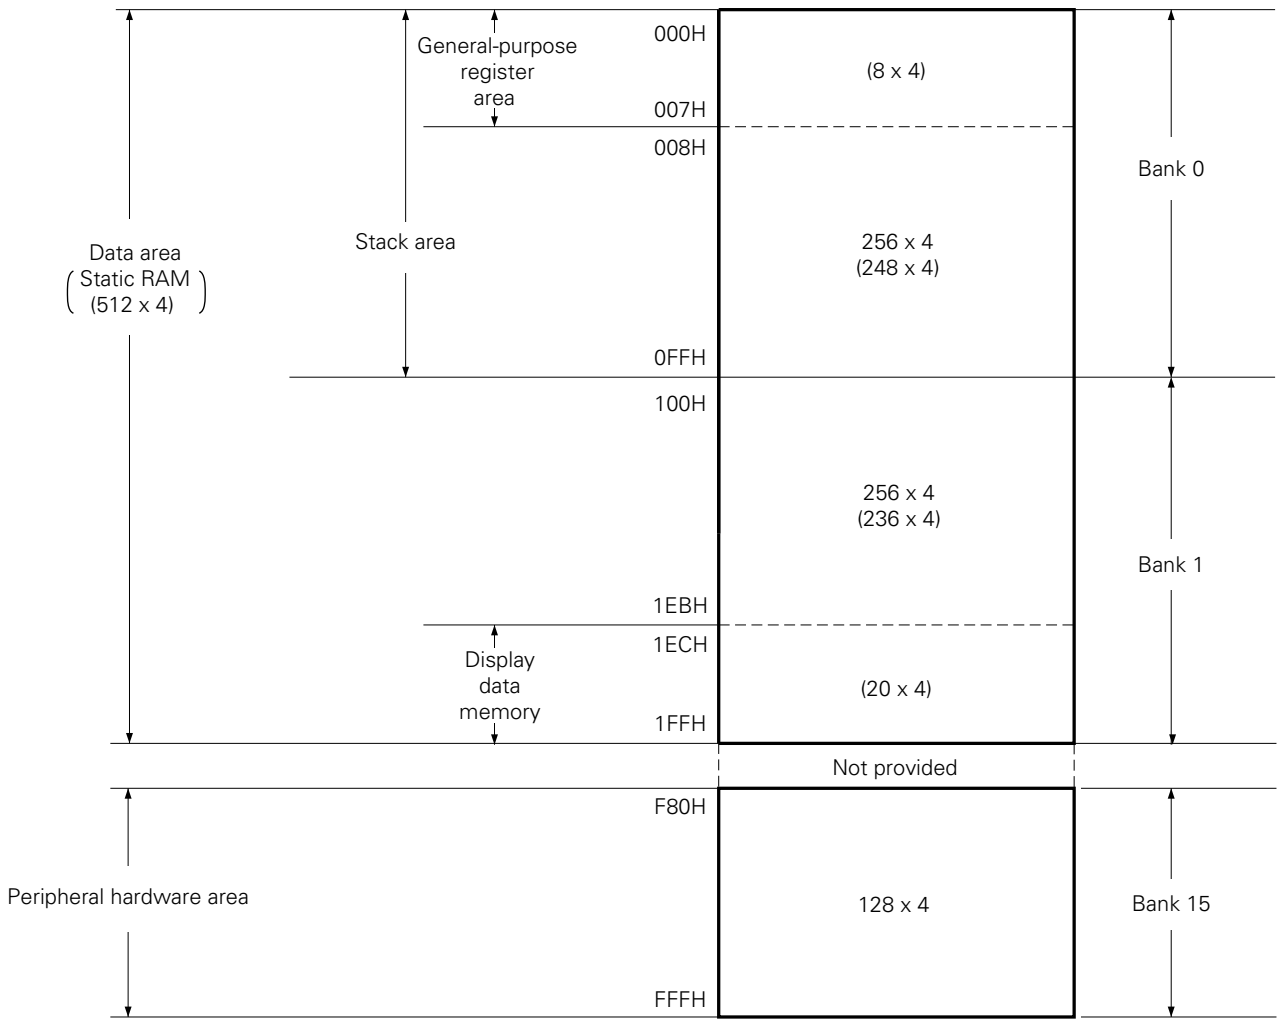 000H
General-purpose
register
area
(8 x 4)
007H
008H
Bank 0
Data area
Static RAM
(512 x 4)
Stack area
256 x 4
(248 x 4)
0FFH
100H
256 x 4
(236 x 4)
Bank 1
1EBH
1ECH
Display
data
memory
(20 x 4)
1FFH
Not provided
F80H
Peripheral hardware area
128 x 4
Bank 15
FFFH